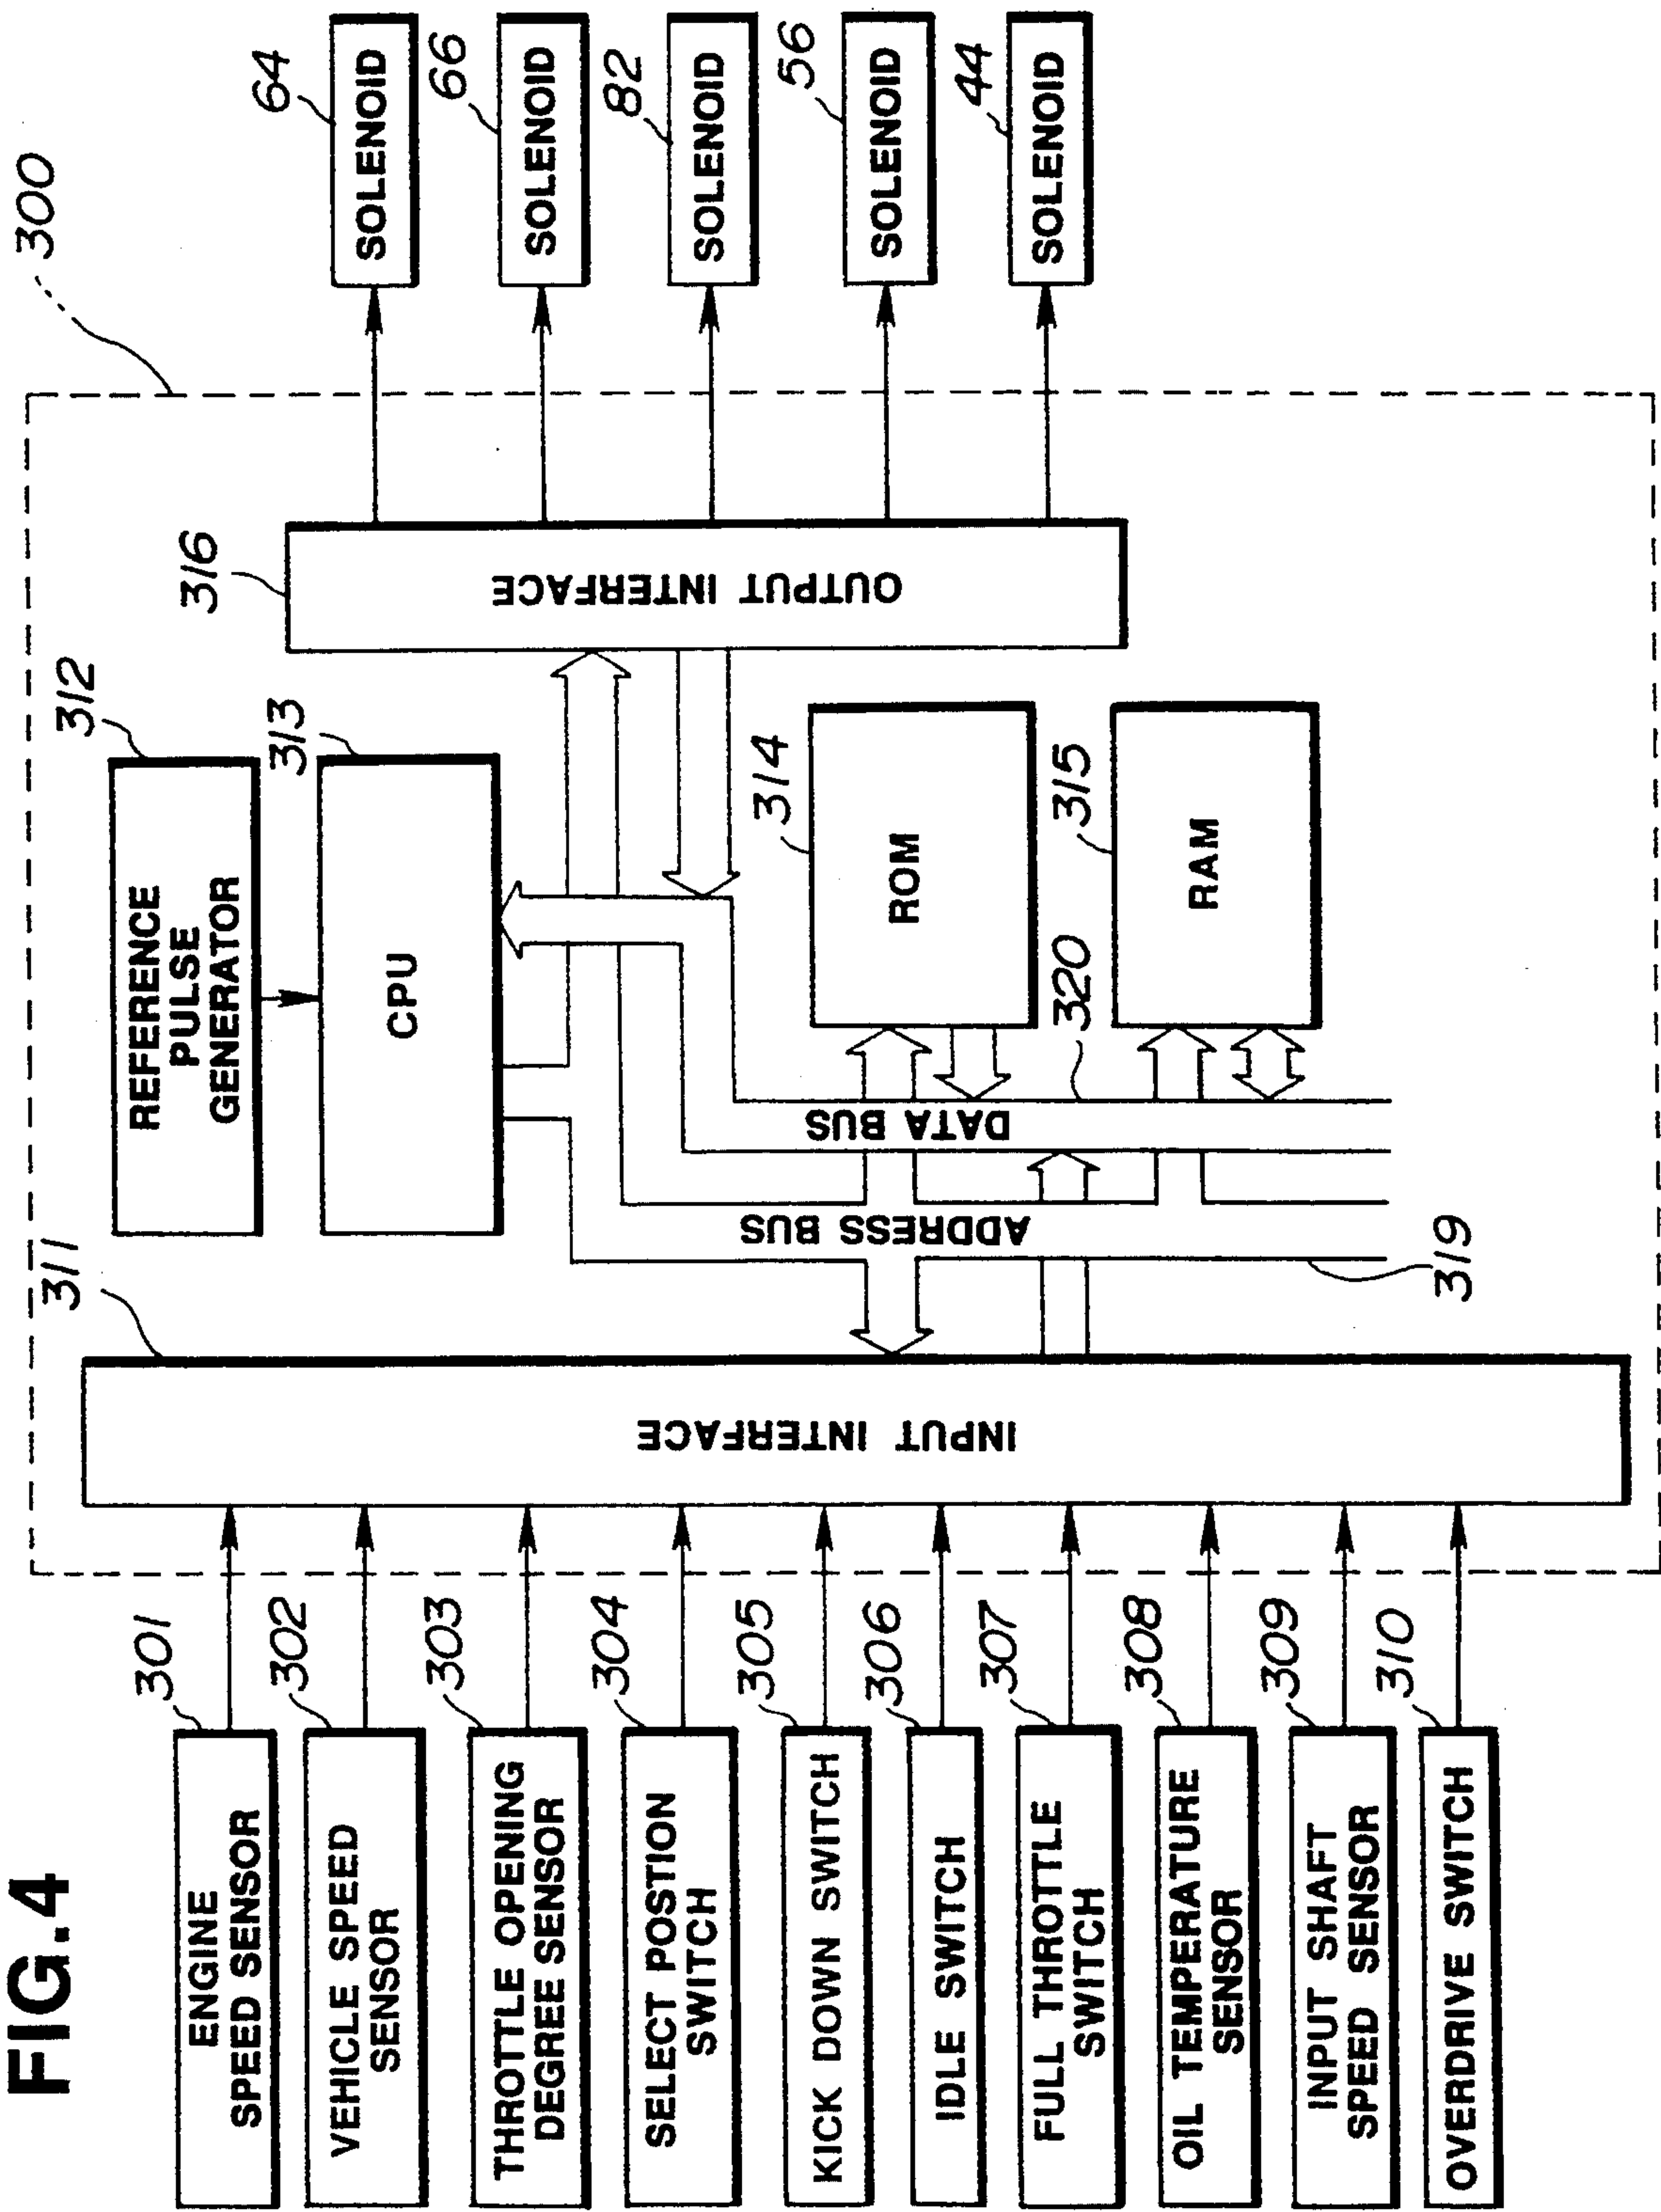 FIG.4
ENGINE
SPEED SENSOR
301
VEHICLE SPEED
SENSOR
302
THROTTLE OPENING
DEGREE SENSOR
303
SELECT POSTION
SWITCH
304
KICK DOWN SWITCH
305
IDLE SWITCH
306
FULL THROTTLE
SWITCH
307
OIL TEMPERATURE
SENSOR
308
INPUT SHAFT
SPEED SENSOR
309
OVERDRIVE SWITCH
310
311
INPUT INTERFACE
REFERENCE
PULSE
GENERATOR
312
CPU
313
ADDRESS BUS
319
DATA BUS
320
ROM
314
RAM
315
OUTPUT INTERFACE
316
300
SOLENOID
64
SOLENOID
66
SOLENOID
82
SOLENOID
56
SOLENOID
44